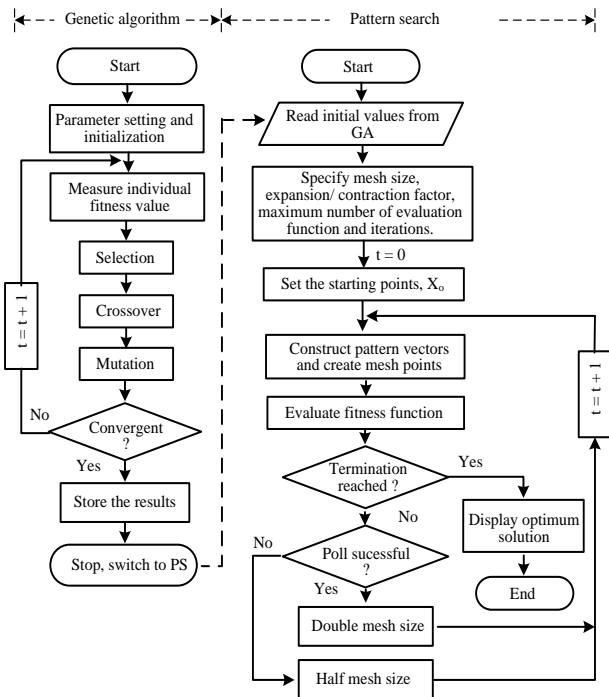 Genetic algorithm
Pattern search
Start
Parameter setting and
initialization
Measure individual
fitness value
Selection
Crossover
Mutation
t = t + 1
No
Convergent
?
Yes
Store the results
Stop, switch to PS
Start
Read initial values from
GA
Specify mesh size,
expansion/ contraction factor,
maximum number of evaluation
function and iterations.
t = 0
Set the starting points, Xₒ
Construct pattern vectors
and create mesh points
t = t + 1
Evaluate fitness function
Termination
reached ?
Yes
No
Display optimum
solution
End
No
Poll sucessful
?
Yes
Double mesh size
Half mesh size